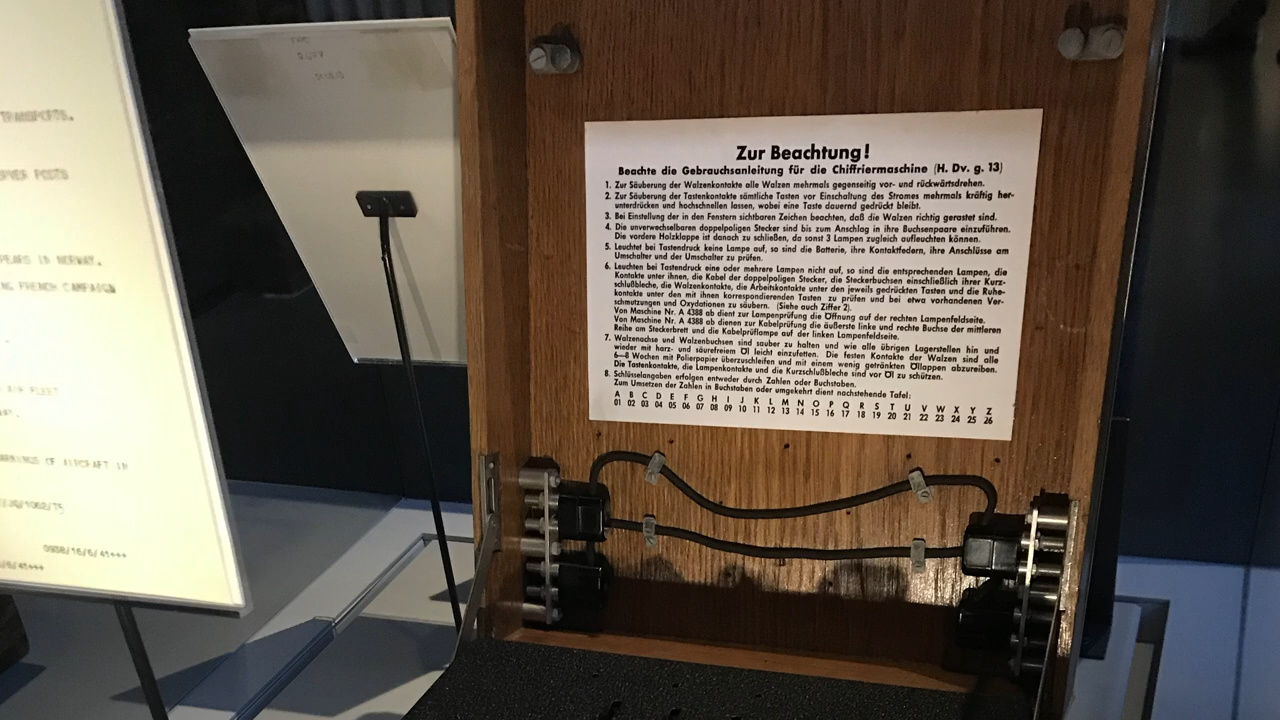 TRANSPORTS.
POSTS
IN NORWAY.
FRENCH CAMPAIGN
AIR FLEET
OF AIRCRAFT IN
0938/16/6/41+++
Zur Beachtung!
Beachte die Gebrauchsanleitung für die Chiffriermaschine (H. Dv. g. 13)
1. Zur Säuberung der Walzenkontakte alle Walzen mehrmals gegenseitig vor- und rückwärtsdrehen.
2. Zur Säuberung der Tastenkontakte sämtliche Tasten vor Einschaltung des Stromes mehrmals kräftig her-
unterdrücken und hochschnellen lassen, wobei eine Taste dauernd gedrückt bleibt.
3. Bei Einstellung der in den Fenstern sichtbaren Zeichen beachten, daß die Walzen richtig gerastet sind.
4. Die unverwechselbaren doppelpoligen Stecker sind bis zum Anschlag in ihre Buchsenpaare einzuführen.
Die vordere Holzklappe ist danach zu schließen, da sonst 3 Lampen zugleich aufleuchten können.
5. Leuchtet bei Tastendruck keine Lampe auf, so sind die Batterie, ihre Kontaktfedern, ihre Anschlüsse am
Umschalter und der Umschalter zu prüfen.
6. Leuchten bei Tastendruck eine oder mehrere Lampen nicht auf, so sind die entsprechenden Lampen, die
Kontakte unter ihnen, die Kabel der doppelpoligen Stecker, die Steckerbuchsen einschließlich ihrer Kurz-
schlußbleche, die Walzenkontakte, die Arbeitskontakte unter den jeweils gedrückten Tasten und die Ruhe-
kontakte unter den mit ihnen korrespondierenden Tasten zu prüfen und bei etwa vorhandenen Ver-
schmutzungen und Oxydationen zu säubern. (Siehe auch Ziffer 2).
Von Maschine Nr. A 4388 ab dient zur Lampenprüfung die Öffnung auf der rechten Lampenfeldseite.
Von Maschine Nr. A 4388 ab dienen zur Kabelprüfung die äußerste linke und rechte Buchse der mittleren
Reihe am Steckerbrett und die Kabelprüflampe auf der linken Lampenfeldseite.
7. Walzenachse und Walzenbuchsen sind sauber zu halten und wie alle übrigen Lagerstellen hin und
wieder mit harz- und säurefreiem Öl leicht einzufetten. Die festen Kontakte der Walzen sind alle
6—8 Wochen mit Polierpapier überzuschleifen und mit einem wenig getränkten Öllappen abzureiben.
Die Tastenkontakte, die Lampenkontakte und die Kurzschlußbleche sind vor Öl zu schützen.
8. Schlüsselangaben erfolgen entweder durch Zahlen oder Buchstaben.
Zum Umsetzen der Zahlen in Buchstaben oder umgekehrt dient nachstehende Tafel:
A B C D E F G H I J K L M N O P Q R S T U V W X Y Z
01 02 03 04 05 06 07 08 09 10 11 12 13 14 15 16 17 18 19 20 21 22 23 24 25 26